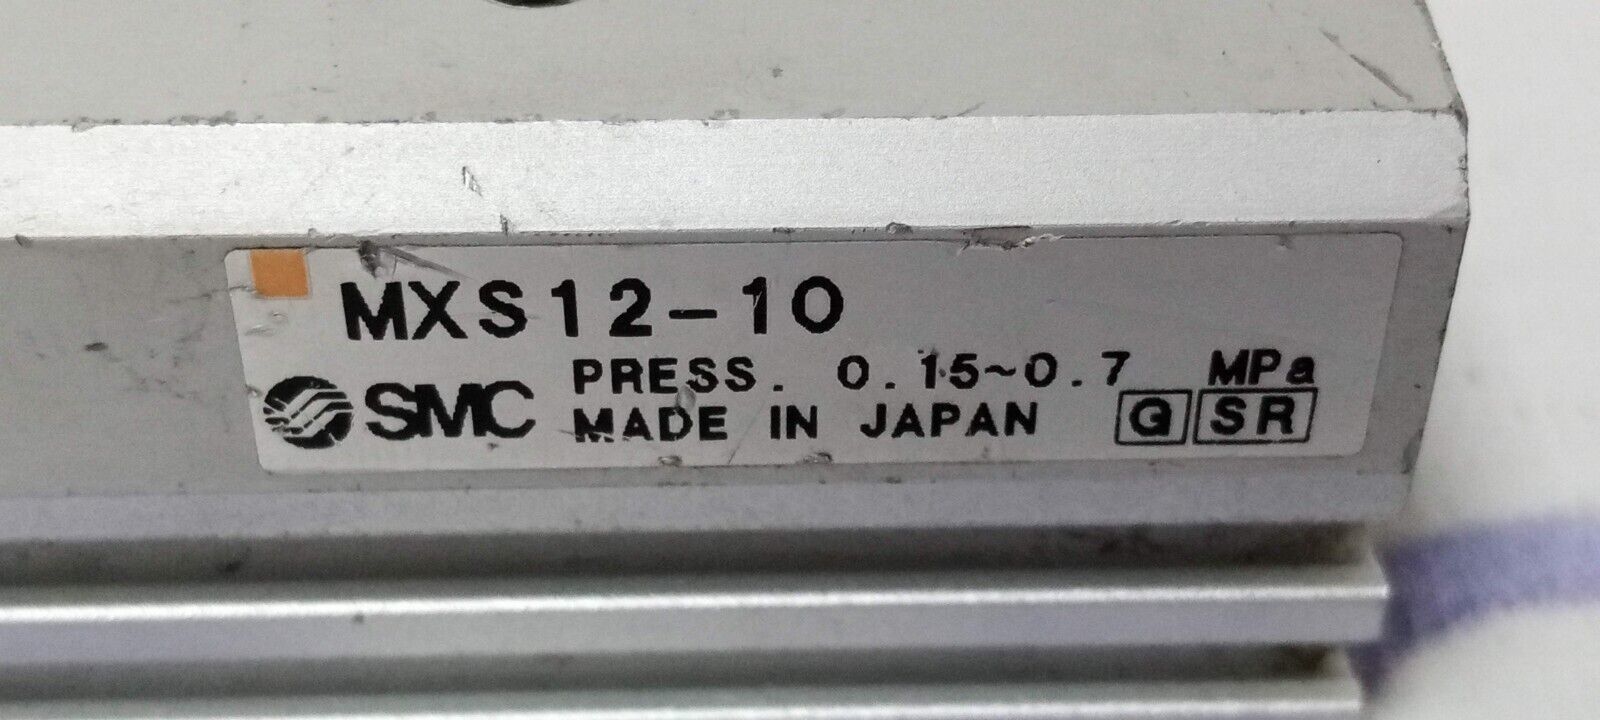 MXS12-10
SMC PRESS. 0.15~0.7 MPa
MADE IN JAPAN G SR